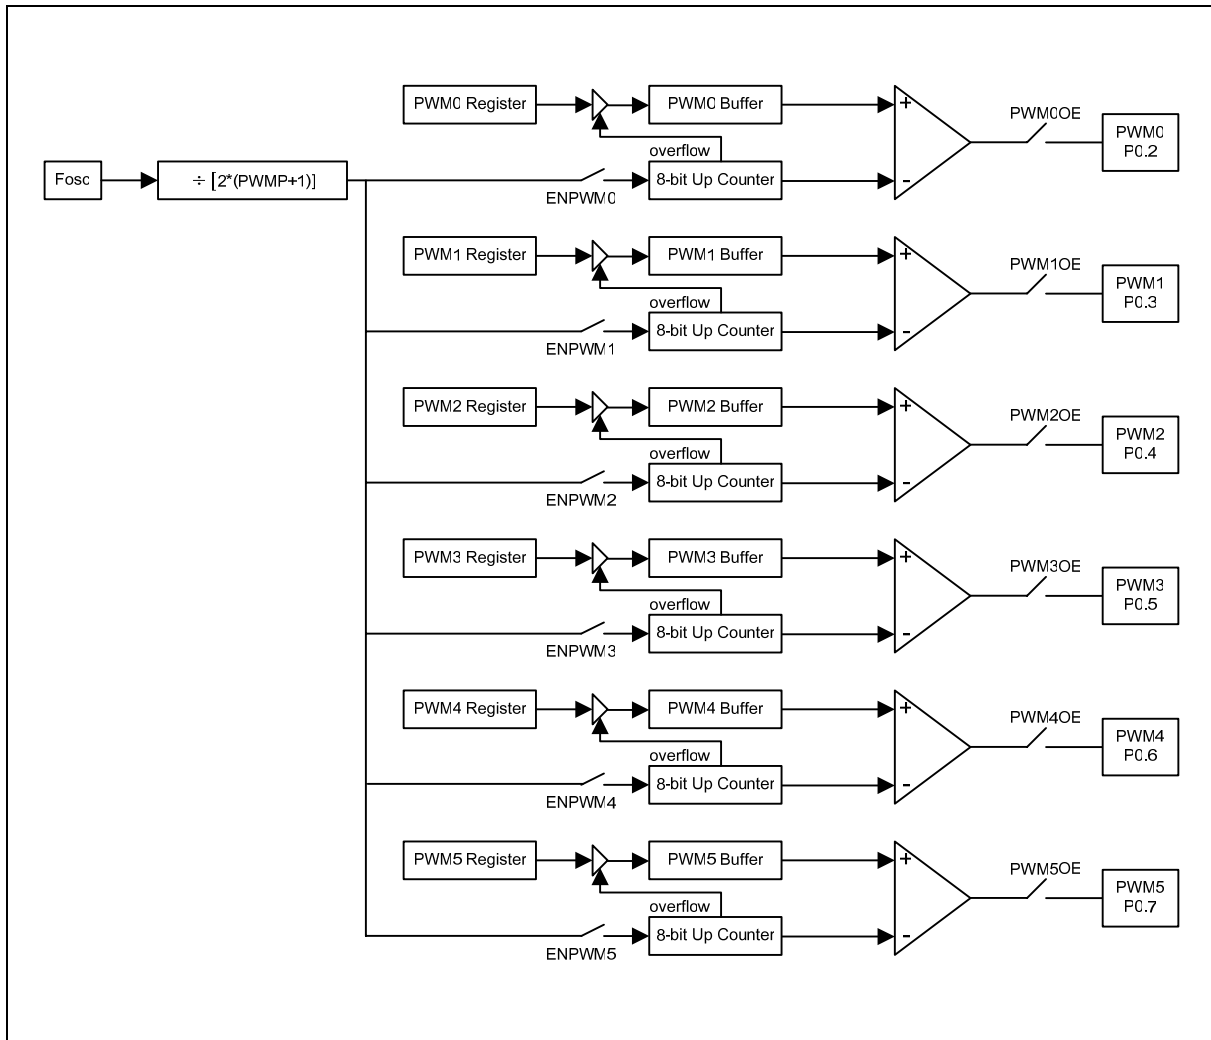 PWM0 Register
PWM0 Buffer
+
PWM0OE
PWM0
P0.2
overflow
Fosc
÷ [2*(PWMP+1)]
8-bit Up Counter
-
ENPWM0
PWM1 Register
PWM1 Buffer
+
PWM1OE
PWM1
P0.3
overflow
8-bit Up Counter
-
ENPWM1
PWM2 Register
PWM2 Buffer
+
PWM2OE
PWM2
P0.4
overflow
8-bit Up Counter
-
ENPWM2
PWM3 Register
PWM3 Buffer
+
PWM3OE
PWM3
P0.5
overflow
8-bit Up Counter
-
ENPWM3
PWM4 Register
PWM4 Buffer
+
PWM4OE
PWM4
P0.6
overflow
8-bit Up Counter
-
ENPWM4
PWM5 Register
PWM5 Buffer
+
PWM5OE
PWM5
P0.7
overflow
8-bit Up Counter
-
ENPWM5